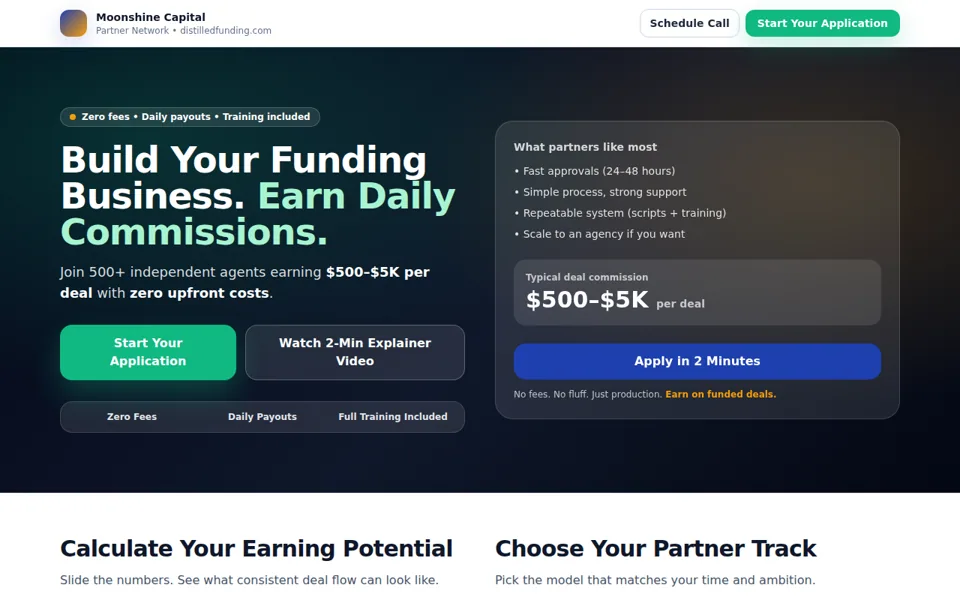 Moonshine Capital
Partner Network • distilledfunding.com
Schedule Call
Start Your Application
Zero fees • Daily payouts • Training included
Build Your Funding
Business. Earn Daily
Commissions.
Join 500+ independent agents earning $500–$5K per
deal with zero upfront costs.
Start Your
Application
Watch 2-Min Explainer
Video
Zero Fees
Daily Payouts
Full Training Included
What partners like most
• Fast approvals (24–48 hours)
• Simple process, strong support
• Repeatable system (scripts + training)
• Scale to an agency if you want
Typical deal commission
$500–$5K per deal
Apply in 2 Minutes
No fees. No fluff. Just production. Earn on funded deals.
Calculate Your Earning Potential
Slide the numbers. See what consistent deal flow can look like.
Choose Your Partner Track
Pick the model that matches your time and ambition.